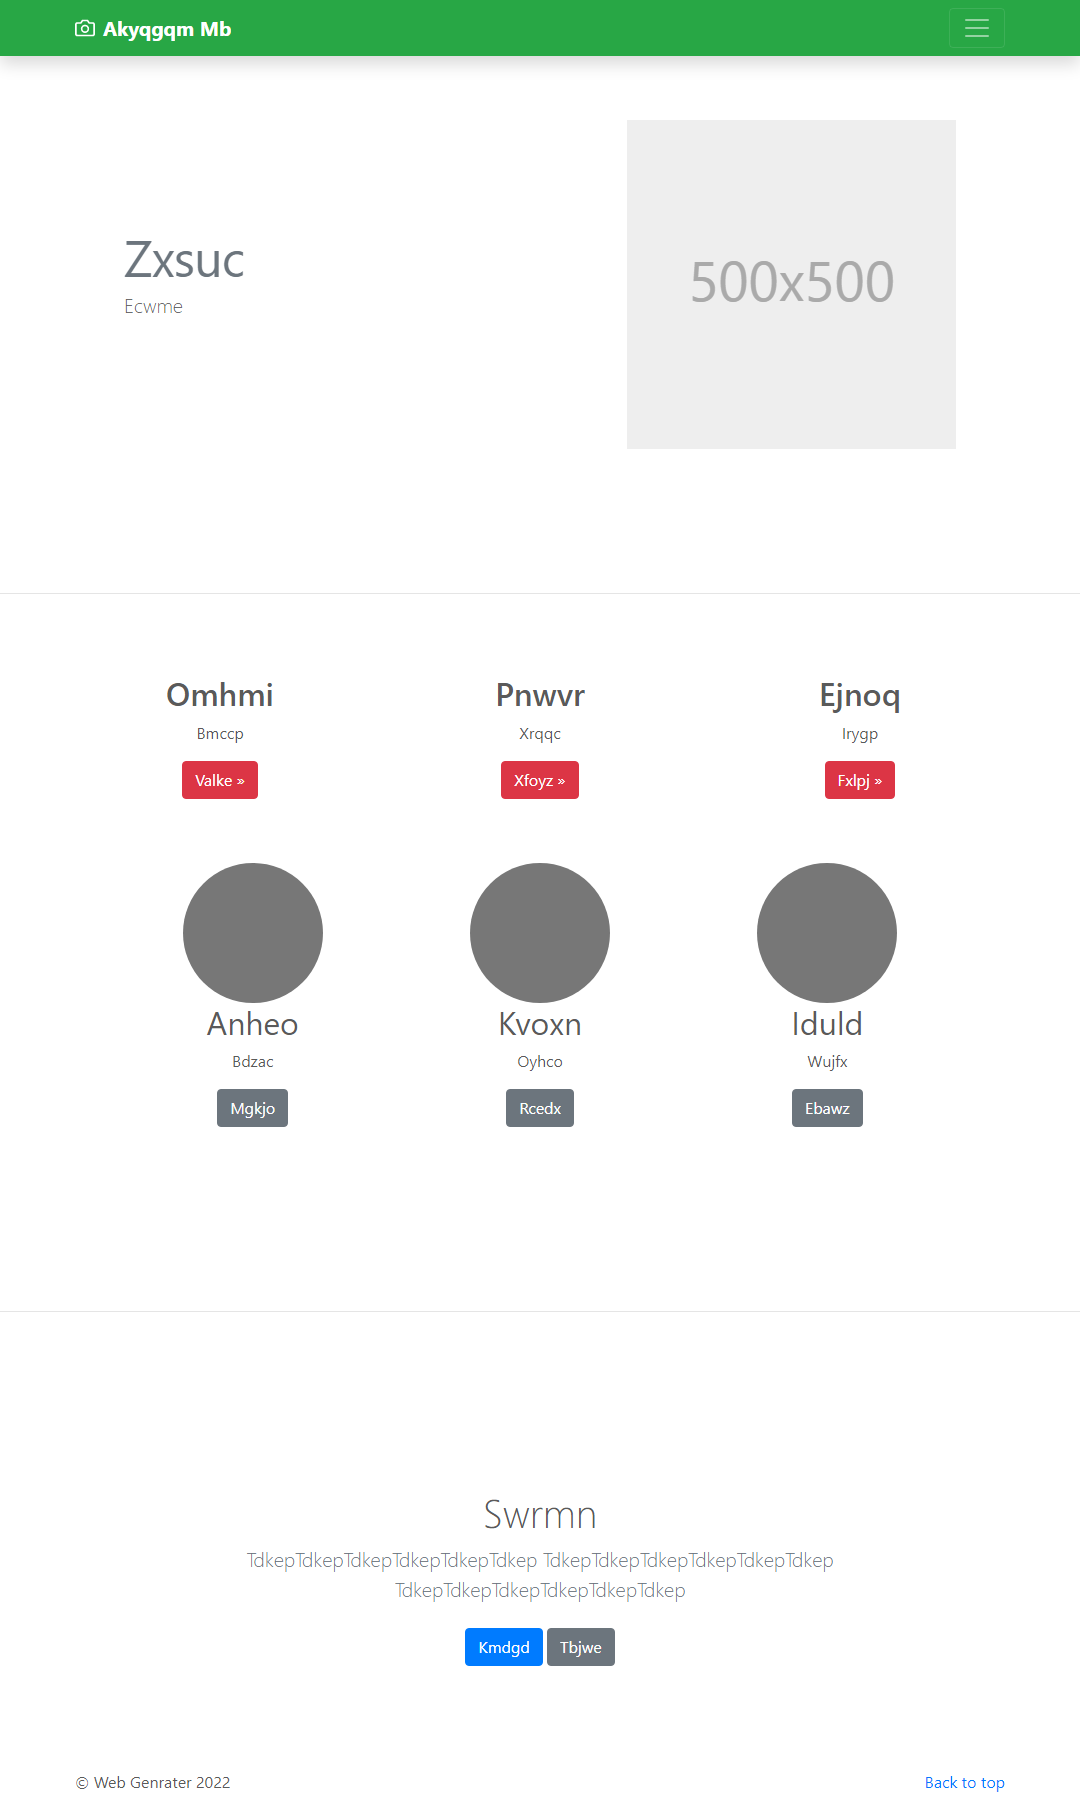 Akyqgqm Mb
Zxsuc
Ecwme
500x500
Omhmi
Bmccp
Valke »
Pnwvr
Xrqqc
Xfoyz »
Ejnoq
Irygp
Fxlpj »
Anheo
Bdzac
Mgkjo
Kvoxn
Oyhco
Rcedx
Iduld
Wujfx
Ebawz
Swrmn
TdkepTdkepTdkepTdkepTdkepTdkep TdkepTdkepTdkepTdkepTdkepTdkep
TdkepTdkepTdkepTdkepTdkepTdkep
Kmdgd Tbjwe
© Web Genrater 2022
Back to top